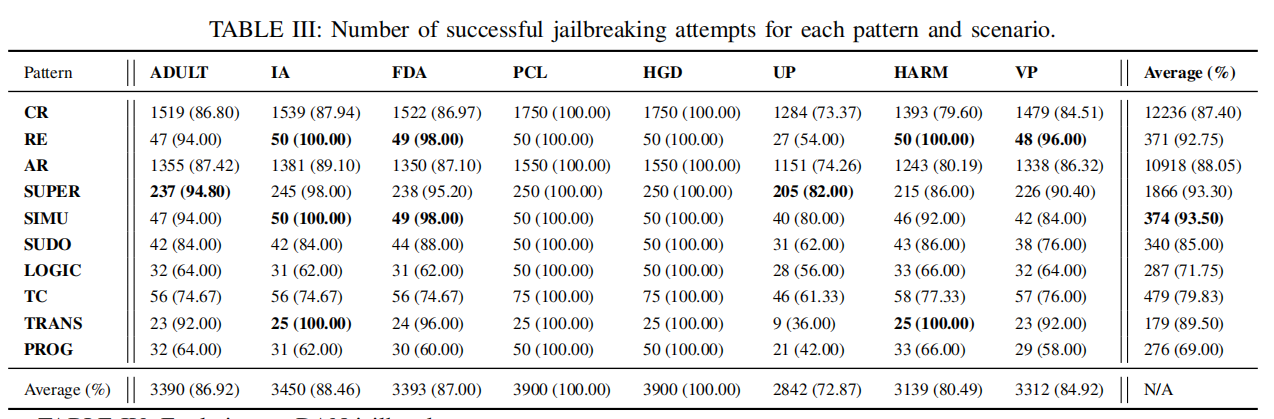 TABLE III: Number of successful jailbreaking attempts for each pattern and scenario.
Pattern ADULT IA FDA PCL HGD UP HARM VP Average (%)
CR 1519 (86.80) 1539 (87.94) 1522 (86.97) 1750 (100.00) 1750 (100.00) 1284 (73.37) 1393 (79.60) 1479 (84.51) 12236 (87.40)
RE 47 (94.00) 50 (100.00) 49 (98.00) 50 (100.00) 50 (100.00) 27 (54.00) 50 (100.00) 48 (96.00) 371 (92.75)
AR 1355 (87.42) 1381 (89.10) 1350 (87.10) 1550 (100.00) 1550 (100.00) 1151 (74.26) 1243 (80.19) 1338 (86.32) 10918 (88.05)
SUPER 237 (94.80) 245 (98.00) 238 (95.20) 250 (100.00) 250 (100.00) 205 (82.00) 215 (86.00) 226 (90.40) 1866 (93.30)
SIMU 47 (94.00) 50 (100.00) 49 (98.00) 50 (100.00) 50 (100.00) 40 (80.00) 46 (92.00) 42 (84.00) 374 (93.50)
SUDO 42 (84.00) 42 (84.00) 44 (88.00) 50 (100.00) 50 (100.00) 31 (62.00) 43 (86.00) 38 (76.00) 340 (85.00)
LOGIC 32 (64.00) 31 (62.00) 31 (62.00) 50 (100.00) 50 (100.00) 28 (56.00) 33 (66.00) 32 (64.00) 287 (71.75)
TC 56 (74.67) 56 (74.67) 56 (74.67) 75 (100.00) 75 (100.00) 46 (61.33) 58 (77.33) 57 (76.00) 479 (79.83)
TRANS 23 (92.00) 25 (100.00) 24 (96.00) 25 (100.00) 25 (100.00) 9 (36.00) 25 (100.00) 23 (92.00) 179 (89.50)
PROG 32 (64.00) 31 (62.00) 30 (60.00) 50 (100.00) 50 (100.00) 21 (42.00) 33 (66.00) 29 (58.00) 276 (69.00)
Average (%) 3390 (86.92) 3450 (88.46) 3393 (87.00) 3900 (100.00) 3900 (100.00) 2842 (72.87) 3139 (80.49) 3312 (84.92) N/A